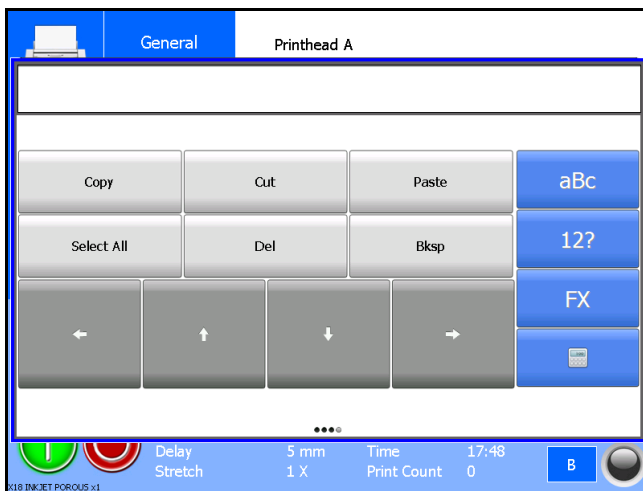 General
Printhead A
Copy
Cut
Paste
aBc
Select All
Del
Bksp
12?
FX
Delay 5 mm Time 17:48
Stretch 1 X Print Count 0
B
X18 INKJET POROUS x1